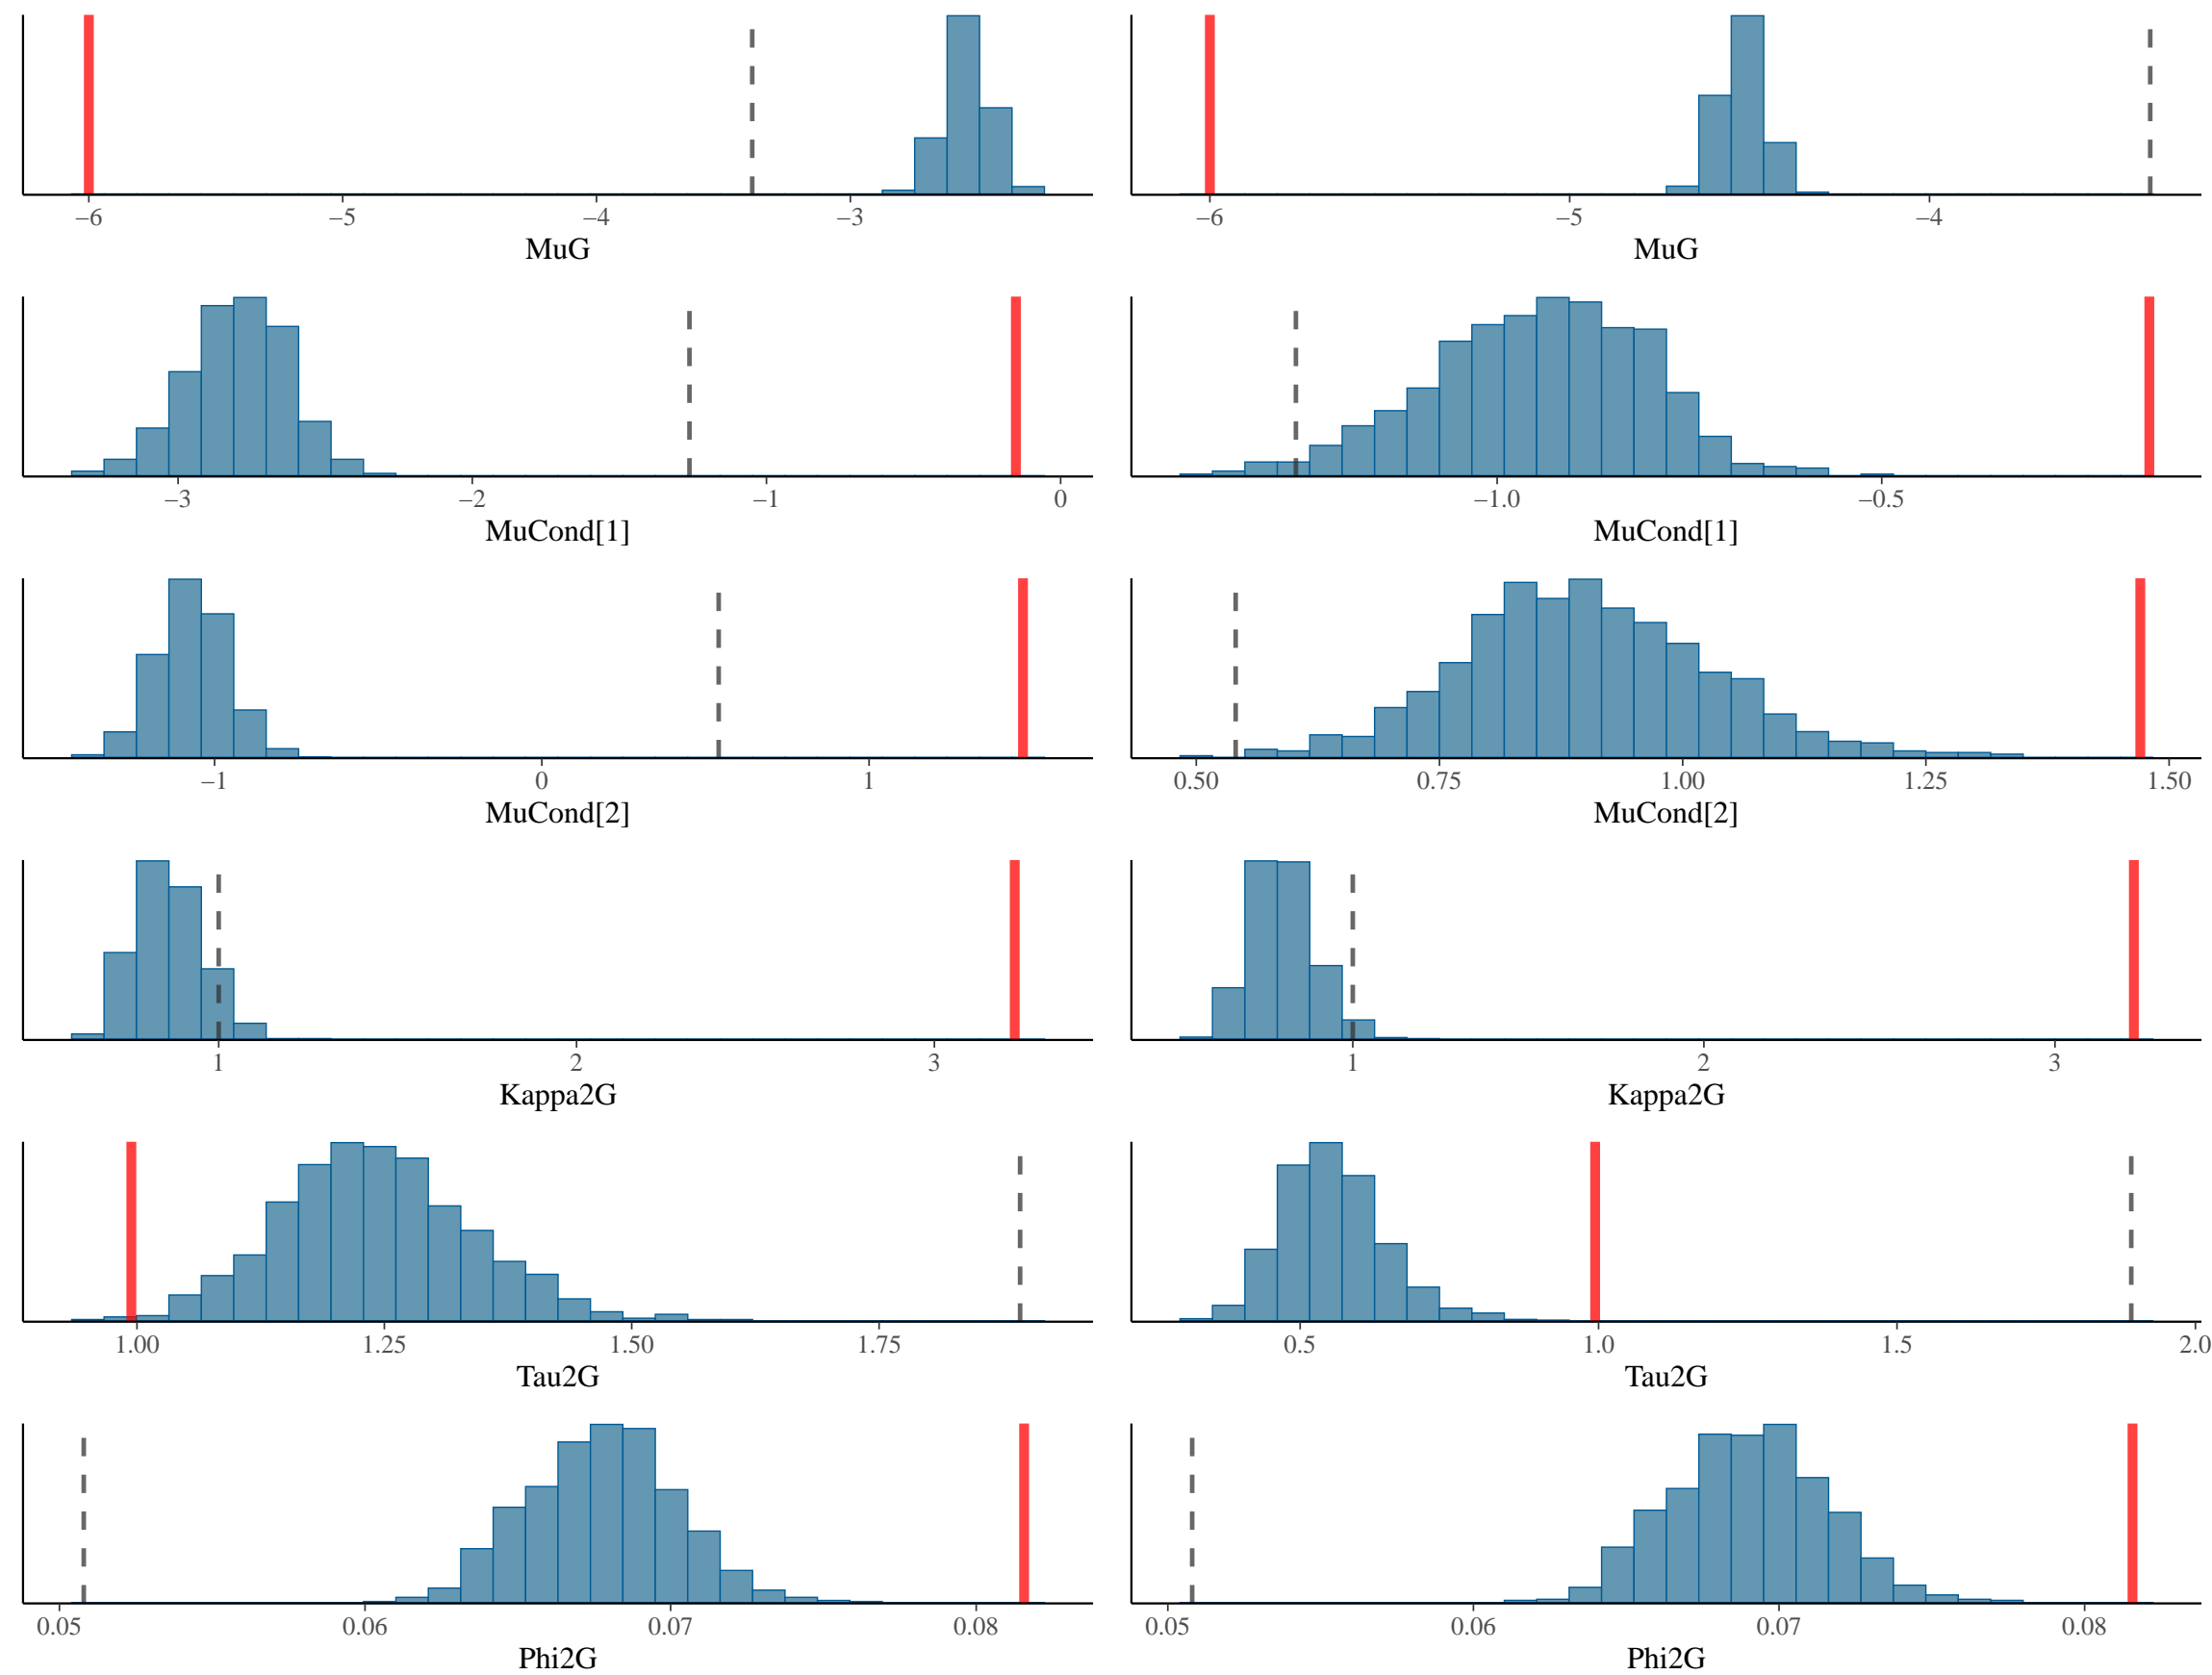 −6 −5 −4 −3
MuG
−6 −5 −4
MuG
−3 −2 −1 0
MuCond[1]
−1.0 −0.5
MuCond[1]
−1 0 1
MuCond[2]
0.50 0.75 1.00 1.25 1.50
MuCond[2]
1 2 3
Kappa2G
1 2 3
Kappa2G
1.00 1.25 1.50 1.75
Tau2G
0.5 1.0 1.5 2.0
Tau2G
0.05 0.06 0.07 0.08
Phi2G
0.05 0.06 0.07 0.08
Phi2G